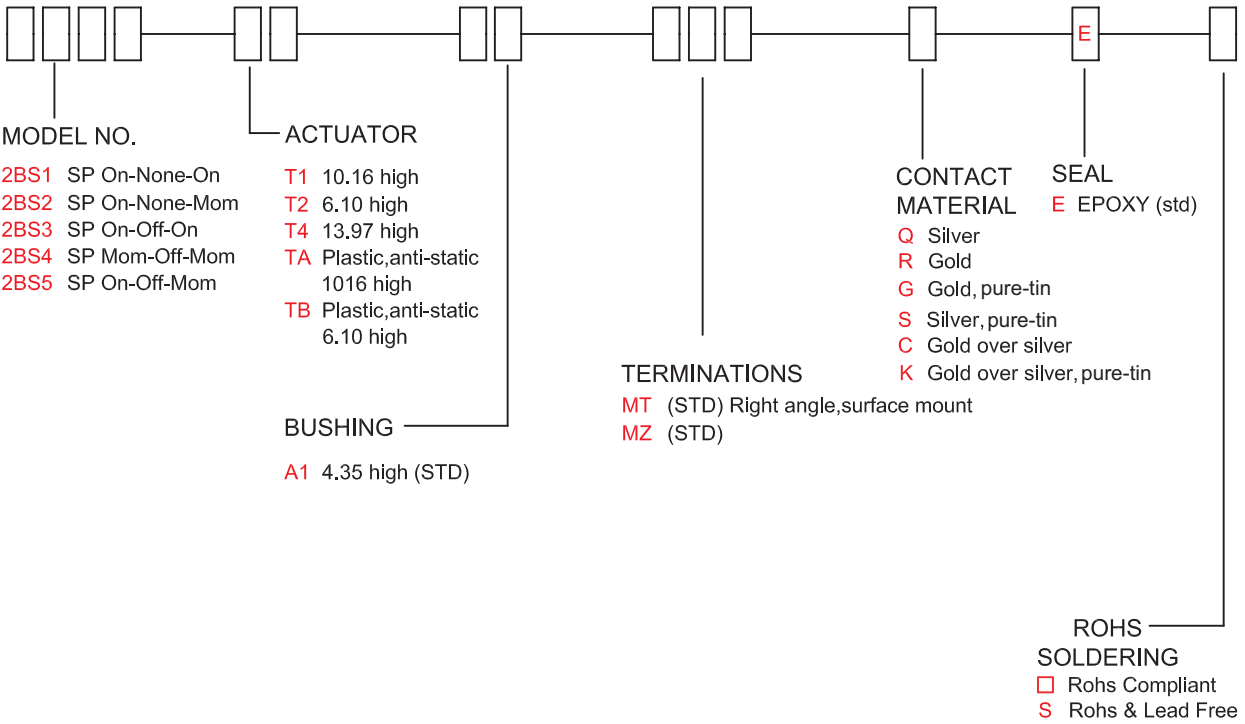 E
MODEL NO.
2BS1 SP On-None-On
2BS2 SP On-None-Mom
2BS3 SP On-Off-On
2BS4 SP Mom-Off-Mom
2BS5 SP On-Off-Mom
ACTUATOR
T1 10.16 high
T2 6.10 high
T4 13.97 high
TA Plastic,anti-static
1016 high
TB Plastic,anti-static
6.10 high
BUSHING
A1 4.35 high (STD)
TERMINATIONS
MT (STD) Right angle,surface mount
MZ (STD)
CONTACT
MATERIAL
Q Silver
R Gold
G Gold, pure-tin
S Silver, pure-tin
C Gold over silver
K Gold over silver, pure-tin
SEAL
E EPOXY (std)
ROHS
SOLDERING
□ Rohs Compliant
S Rohs & Lead Free